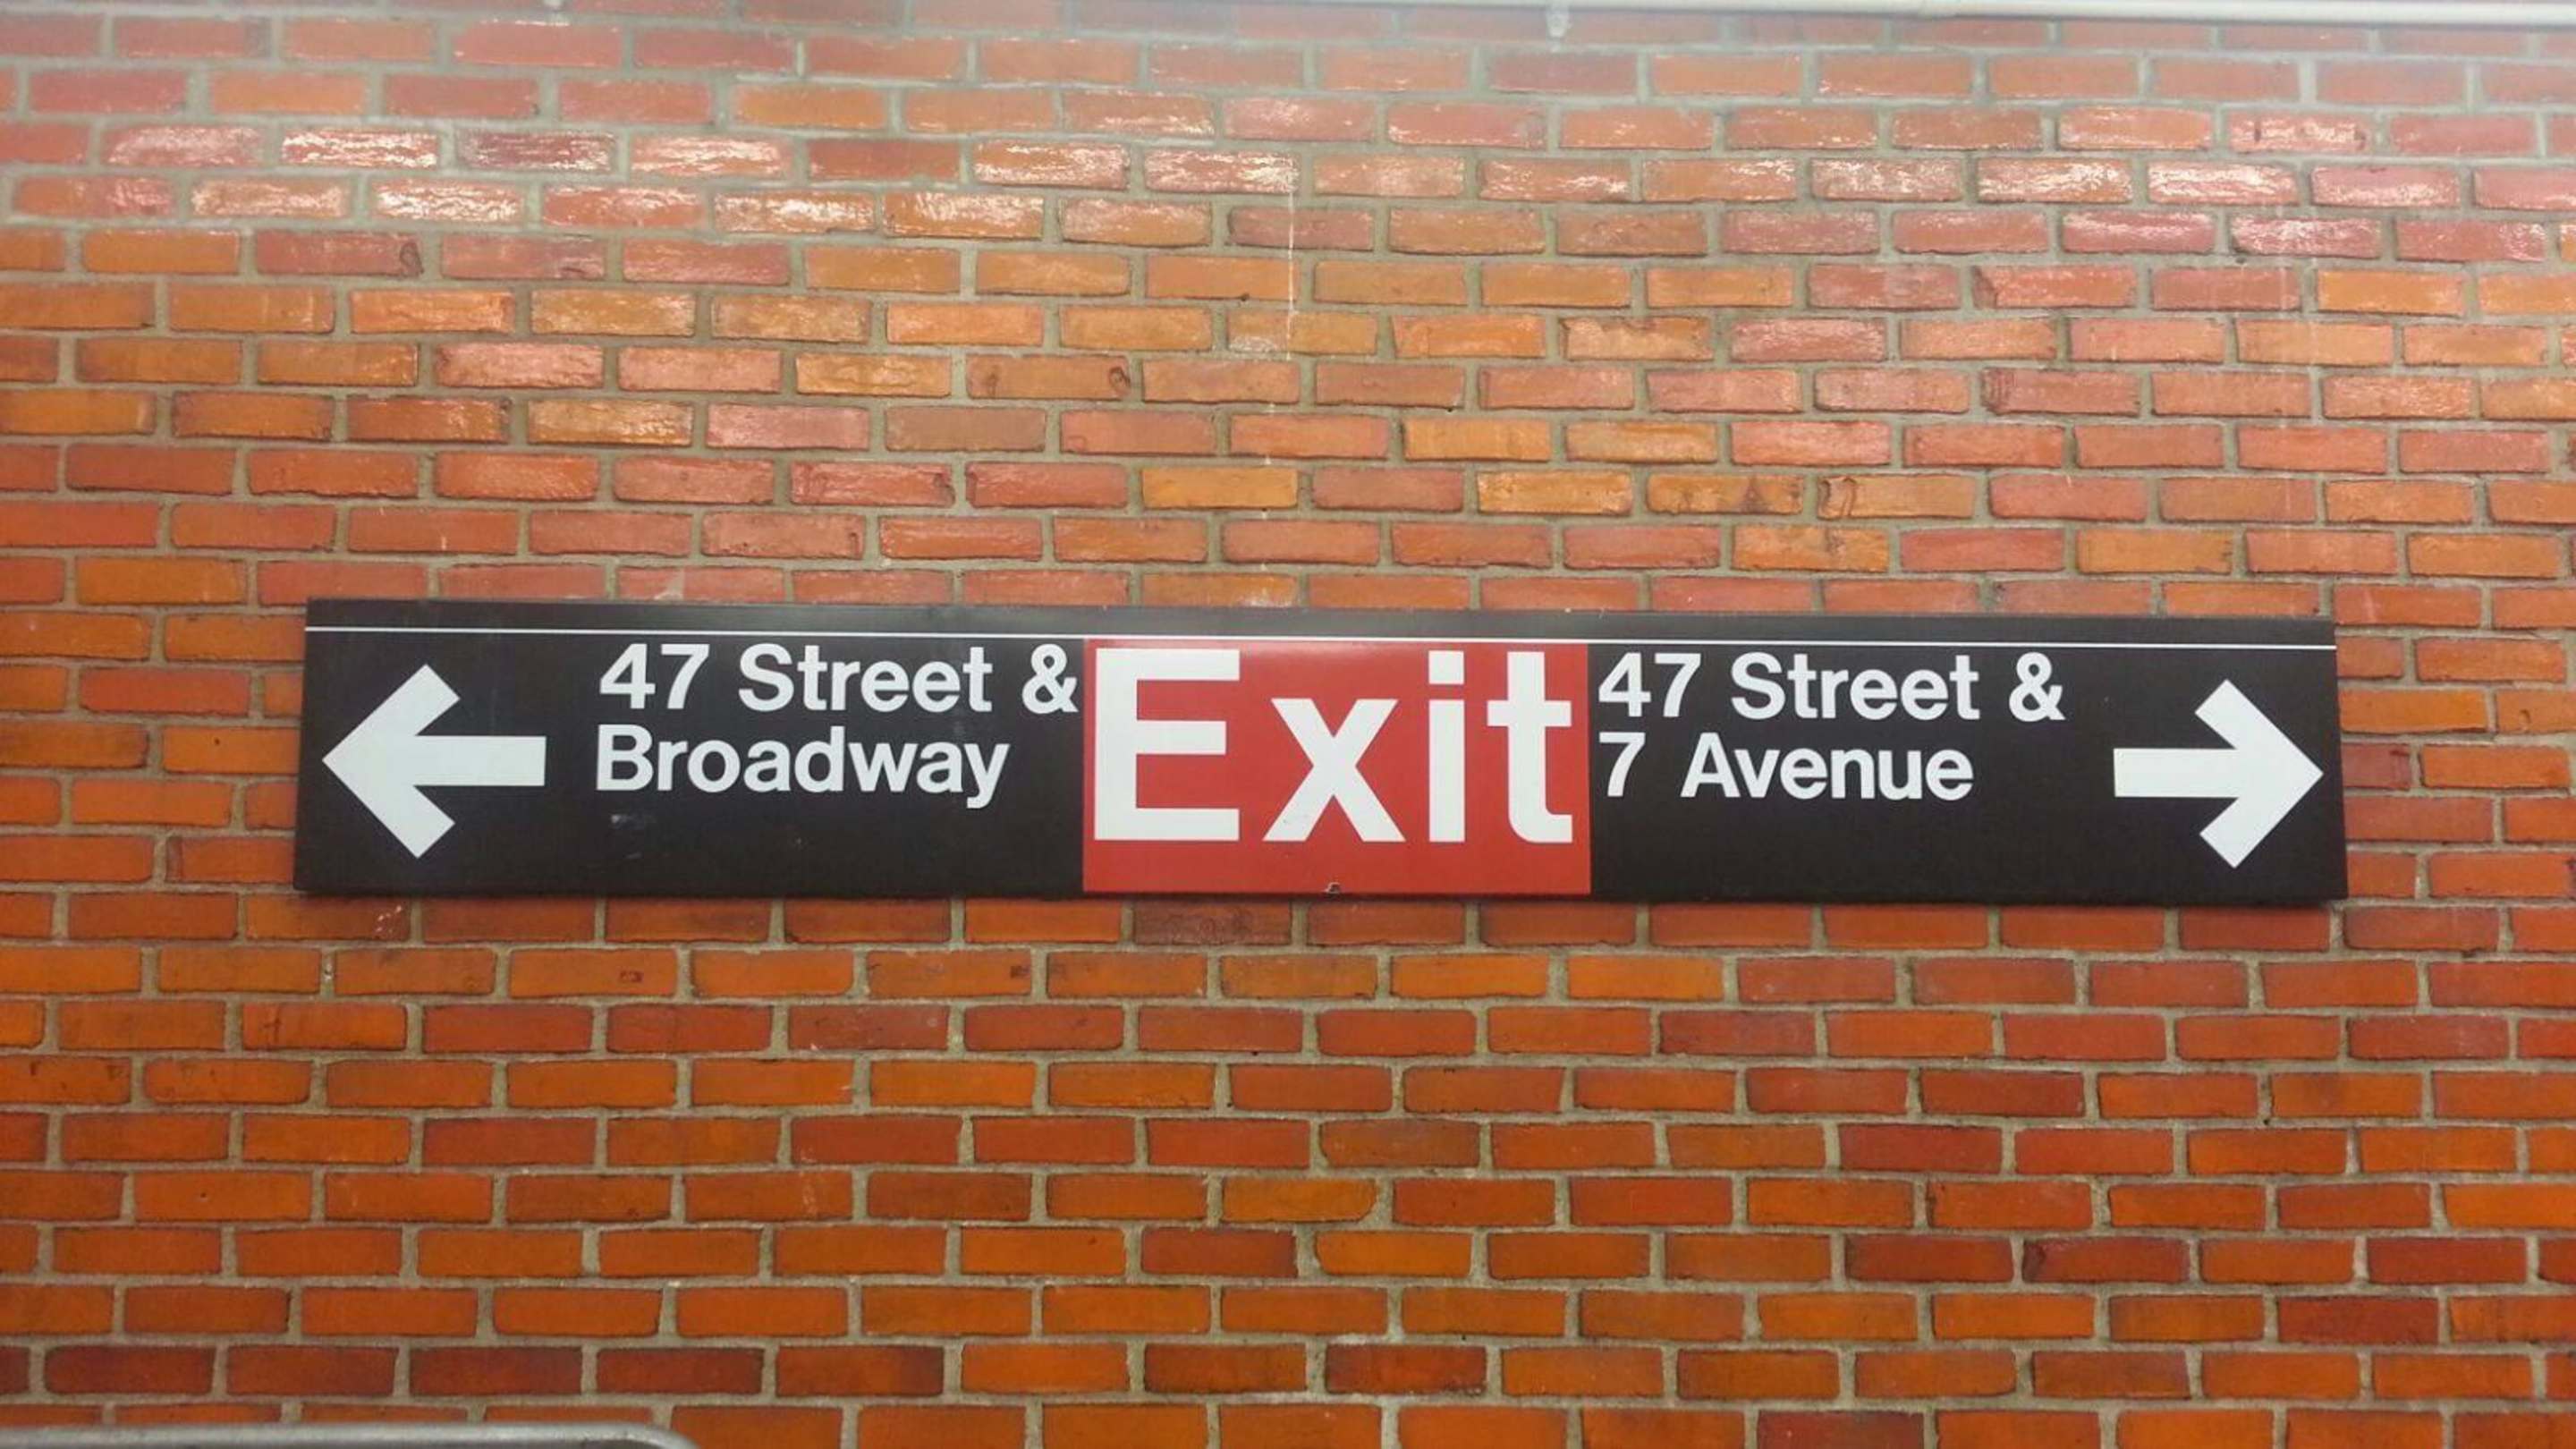 47 Street &
Broadway
Exit
47 Street &
7 Avenue